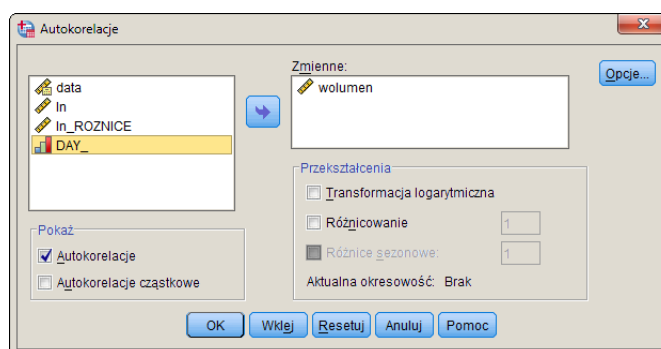 Autokorelacje
data
ln
ln_ROZNICE
DAY_
Zmienne:
wolumen
Opcje...
Przekształcenia
Transformacja logarytmiczna
Różnicowanie
1
Różnice sezonowe:
1
Aktualna okresowość: Brak
Pokaż
Autokorelacje
Autokorelacje cząstkowe
OK
Wklej
Resetuj
Anuluj
Pomoc